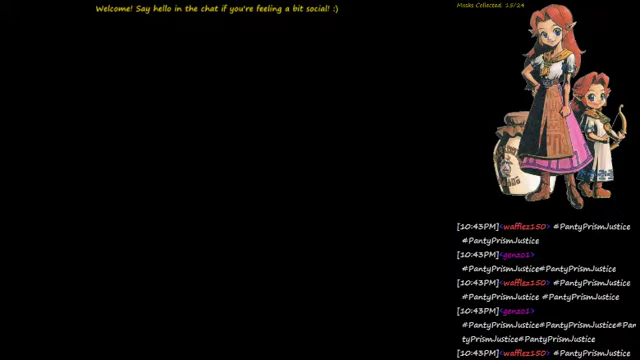 Welcome! Say hello in the chat if you're feeling a bit social! :)
Masks Collected: 15/24
[10:43PM]<wafflez150> #PantyPrismJustice
#PantyPrismJustice
[10:43PM]<genzo1>
#PantyPrismJustice#PantyPrismJustice
[10:43PM]<wafflez150> #PantyPrismJustice
#PantyPrismJustice #PantyPrismJustice
[10:43PM]<genzo1>
#PantyPrismJustice#PantyPrismJustice#Pan
tyPrismJustice#PantyPrismJustice
[10:43PM]<wafflez150> #PantyPrismJustice